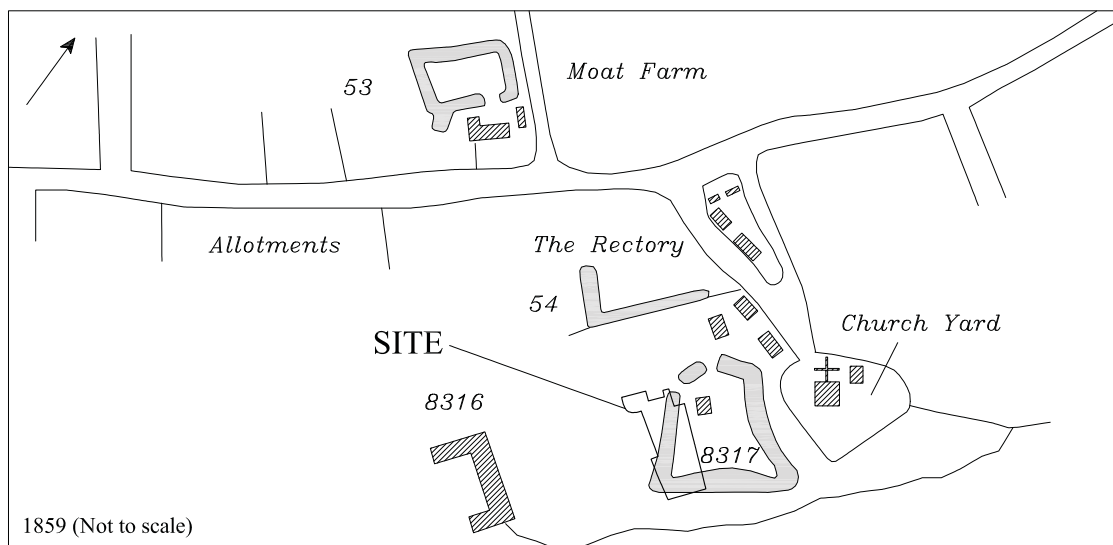 Moat Farm
53
Allotments
The Rectory
54
Church Yard
SITE
8316
8317
1859 (Not to scale)